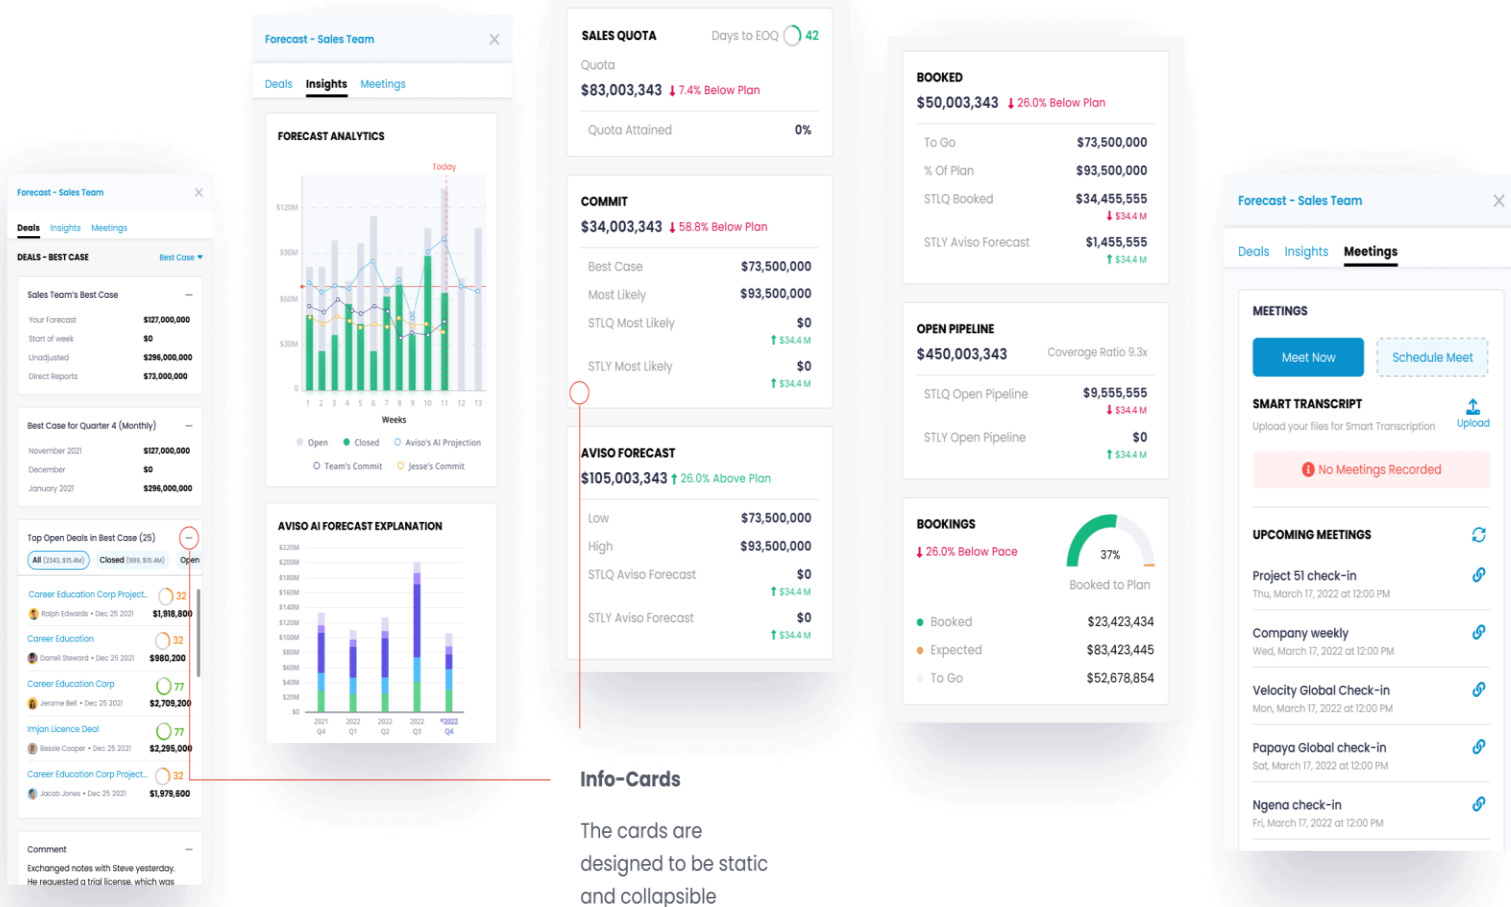 Forecast - Sales Team
Deals Insights Meetings
DEALS - BEST CASE Best Case
Sales Team's Best Case
Your Forecast $127,000,000
Start of week $0
Unadjusted $296,000,000
Direct Reports $73,000,000
Best Case for Quarter 4 (Monthly)
November 2021 $127,000,000
December $0
January 2021 $296,000,000
Top Open Deals in Best Case (25)
All (2343, $15.4M) Closed (989, $15.4M) Open
Career Education Corp Project... 32
Ralph Edwards • Dec 25 2021 $1,918,800
Career Education 32
Darrell Steward • Dec 25 2021 $980,200
Career Education Corp 77
Jerome Bell • Dec 25 2021 $2,709,200
Imjan Licence Deal 77
Bessie Cooper • Dec 25 2021 $2,295,000
Career Education Corp Project... 32
Jacob Jones • Dec 25 2021 $1,979,600
Comment
Exchanged notes with Steve yesterday.
He requested a trial license, which was
Forecast - Sales Team
Deals Insights Meetings
FORECAST ANALYTICS
Today
$120M
$90M
$60M
$30M
0
1 2 3 4 5 6 7 8 9 10 11 12 13
Weeks
Open Closed Aviso's AI Projection
Team's Commit Jesse's Commit
AVISO AI FORECAST EXPLANATION
$220M
$200M
$180M
$160M
$140M
$120M
$100M
$80M
$60M
$40M
$20M
$0
2021 2022 2022 2022 *2022
Q4 Q1 Q2 Q3 Q4
SALES QUOTA Days to EOQ 42
Quota
$83,003,343 7.4% Below Plan
Quota Attained 0%
COMMIT
$34,003,343 58.8% Below Plan
Best Case $73,500,000
Most Likely $93,500,000
STLQ Most Likely $0
$34.4 M
STLY Most Likely $0
$34.4 M
AVISO FORECAST
$105,003,343 26.0% Above Plan
Low $73,500,000
High $93,500,000
STLQ Aviso Forecast $0
$34.4 M
STLY Aviso Forecast $0
$34.4 M
Info-Cards
The cards are
designed to be static
and collapsible
BOOKED
$50,003,343 26.0% Below Plan
To Go $73,500,000
% Of Plan $93,500,000
STLQ Booked $34,455,555
$34.4 M
STLY Aviso Forecast $1,455,555
$34.4 M
OPEN PIPELINE
$450,003,343 Coverage Ratio 9.3x
STLQ Open Pipeline $9,555,555
$34.4 M
STLY Open Pipeline $0
$34.4 M
BOOKINGS
26.0% Below Pace
37%
Booked to Plan
Booked $23,423,434
Expected $83,423,445
To Go $52,678,854
Forecast - Sales Team
Deals Insights Meetings
MEETINGS
Meet Now Schedule Meet
SMART TRANSCRIPT
Upload your files for Smart Transcription Upload
No Meetings Recorded
UPCOMING MEETINGS
Project 51 check-in
Thu, March 17, 2022 at 12:00 PM
Company weekly
Wed, March 17, 2022 at 12:00 PM
Velocity Global Check-in
Mon, March 17, 2022 at 12:00 PM
Papaya Global check-in
Sat, March 17, 2022 at 12:00 PM
Ngena check-in
Fri, March 17, 2022 at 12:00 PM